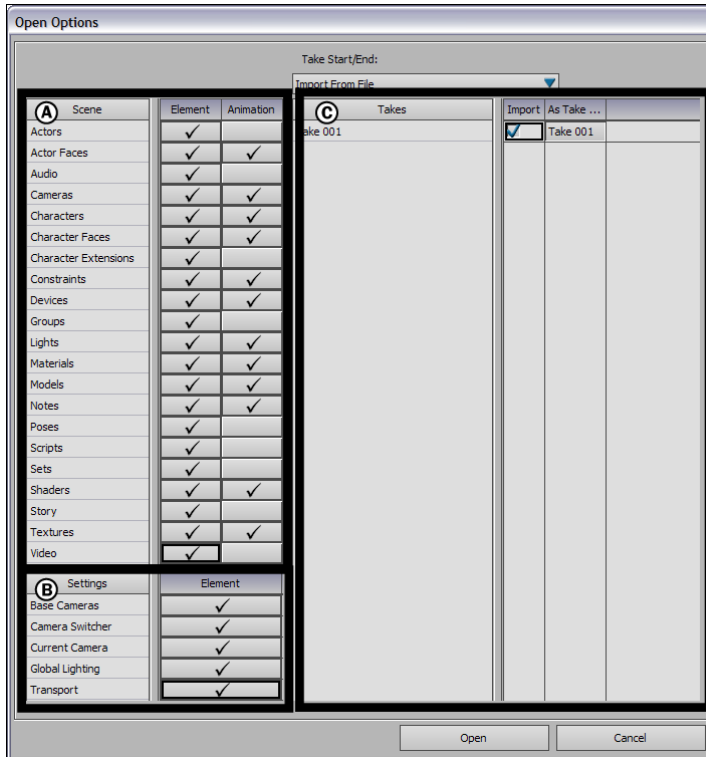 Open Options
Take Start/End:
Import From File
A Scene Element Animation
Actors
Actor Faces
Audio
Cameras
Characters
Character Faces
Character Extensions
Constraints
Devices
Groups
Lights
Materials
Models
Notes
Poses
Scripts
Sets
Shaders
Story
Textures
Video
B Settings Element
Base Cameras
Camera Switcher
Current Camera
Global Lighting
Transport
C Takes Import As Take ...
ake 001 Take 001
Open Cancel